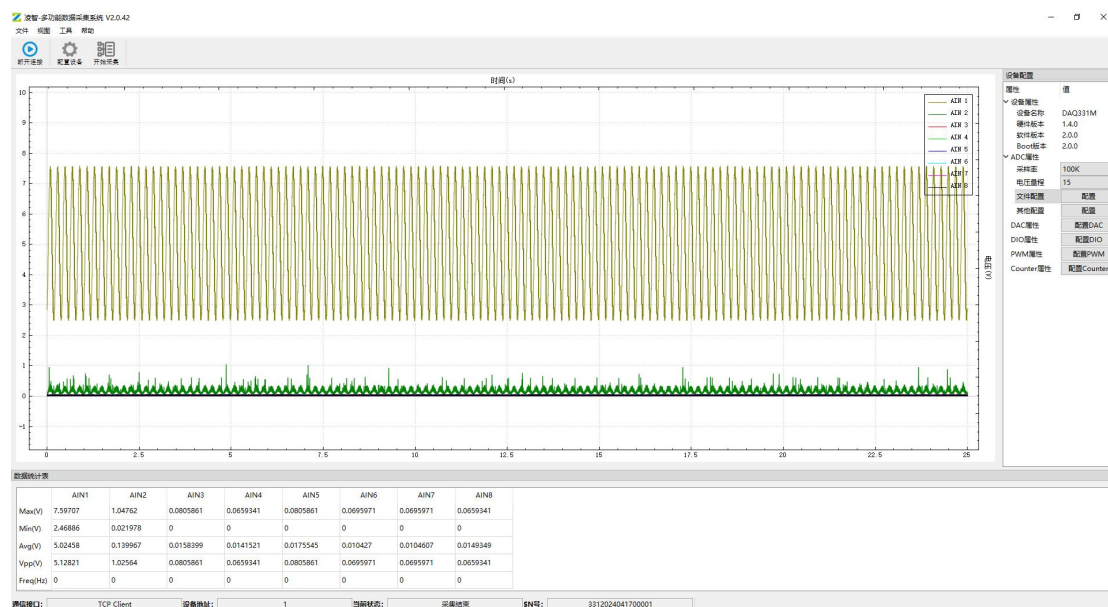 凌智-多功能数据采集系统 V2.0.42
文件 视图 工具 帮助
断开连接 配置设备 开始采集
时间(s)
10
9
8
7
6
5
4
3
2
1
0
-1
0 2.5 5 7.5 10 12.5 15 17.5 20 22.5 25
电压(V)
AIN 1
AIN 2
AIN 3
AIN 4
AIN 5
AIN 6
AIN 7
AIN 8
设备配置
属性 值
设备属性
设备名称 DAQ331M
硬件版本 1.4.0
软件版本 2.0.0
Boot版本 2.0.0
ADC属性
采样率 100K
电压量程 15
文件配置 配置
其他配置 配置
DAC属性 配置DAC
DIO属性 配置DIO
PWM属性 配置PWM
Counter属性 配置Counter
数据统计表
AIN1 AIN2 AIN3 AIN4 AIN5 AIN6 AIN7 AIN8
Max(V) 7.59707 1.04762 0.0805861 0.0659341 0.0805861 0.0695971 0.0695971 0.0659341
Min(V) 2.46886 0.021978 0 0 0 0 0 0
Avg(V) 5.02458 0.139967 0.0158399 0.0141521 0.0175545 0.010427 0.0104607 0.0149349
Vpp(V) 5.12821 1.02564 0.0805861 0.0659341 0.0805861 0.0695971 0.0695971 0.0659341
Freq(Hz) 0 0 0 0 0 0 0 0
通信接口: TCP Client 设备地址: 1 当前状态: 采集结束 SN号: 3312024041700001